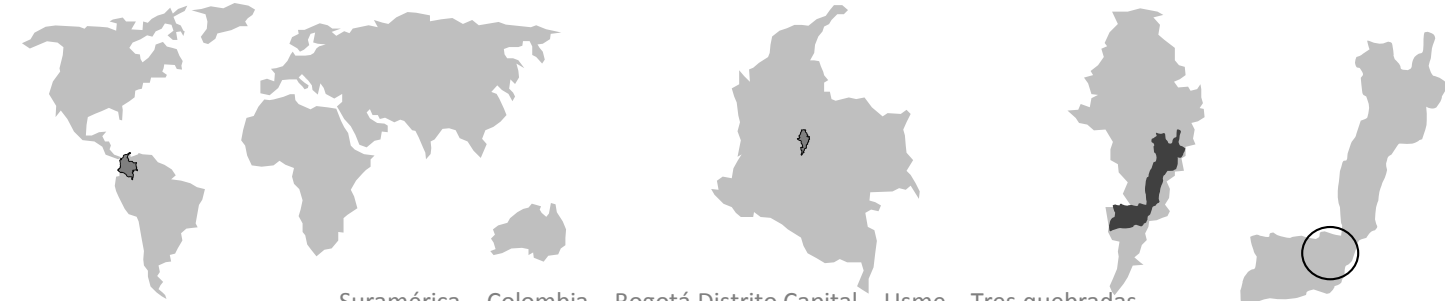 Suramérica – Colombia – Bogotá Distrito Capital – Usme – Tres quebradas